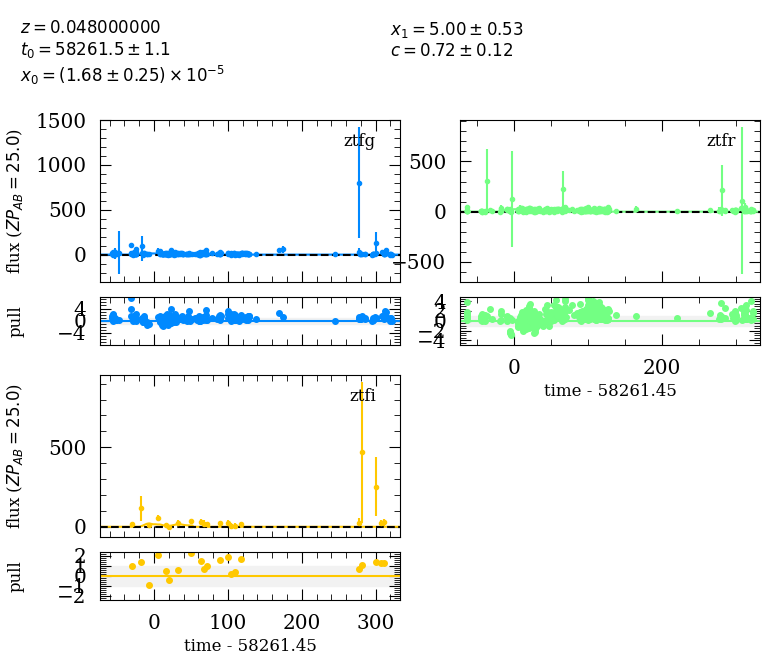 z = 0.048000000
t₀ = 58261.5 ± 1.1
x₀ = (1.68 ± 0.25) × 10⁻⁵
x₁ = 5.00 ± 0.53
c = 0.72 ± 0.12
ztfg
1500
1000
500
0
flux (ZP_AB = 25.0)
4
0
−4
pull
ztfr
500
0
−500
4
2
0
−2
−4
0 200
time - 58261.45
ztfi
500
0
flux (ZP_AB = 25.0)
2
1
0
−1
−2
pull
0 100 200 300
time - 58261.45